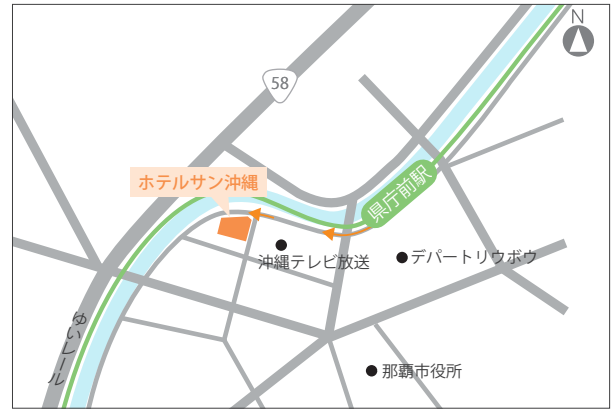 N
58
ホテルサン沖縄
県庁前駅
沖縄テレビ放送
デパートリウボウ
ゆいレール
那覇市役所